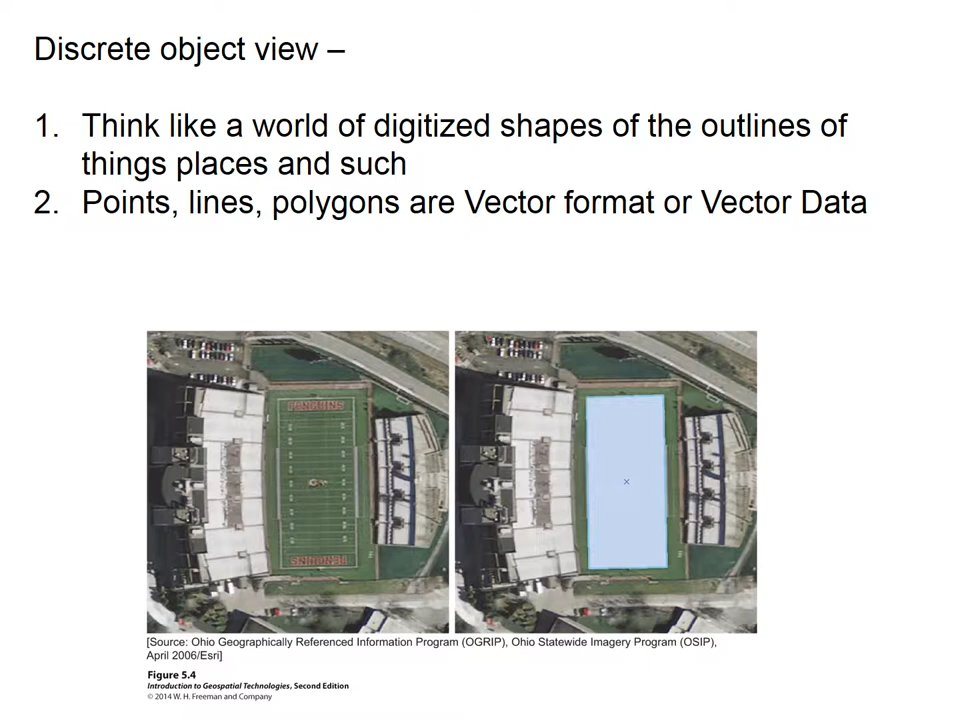 Discrete object view –
1. Think like a world of digitized shapes of the outlines of
things places and such
2. Points, lines, polygons are Vector format or Vector Data
PENGUINS
PENGUINS
[Source: Ohio Geographically Referenced Information Program (OGRIP), Ohio Statewide Imagery Program (OSIP),
April 2006/Esri]
Figure 5.4
Introduction to Geospatial Technologies, Second Edition
© 2014 W. H. Freeman and Company